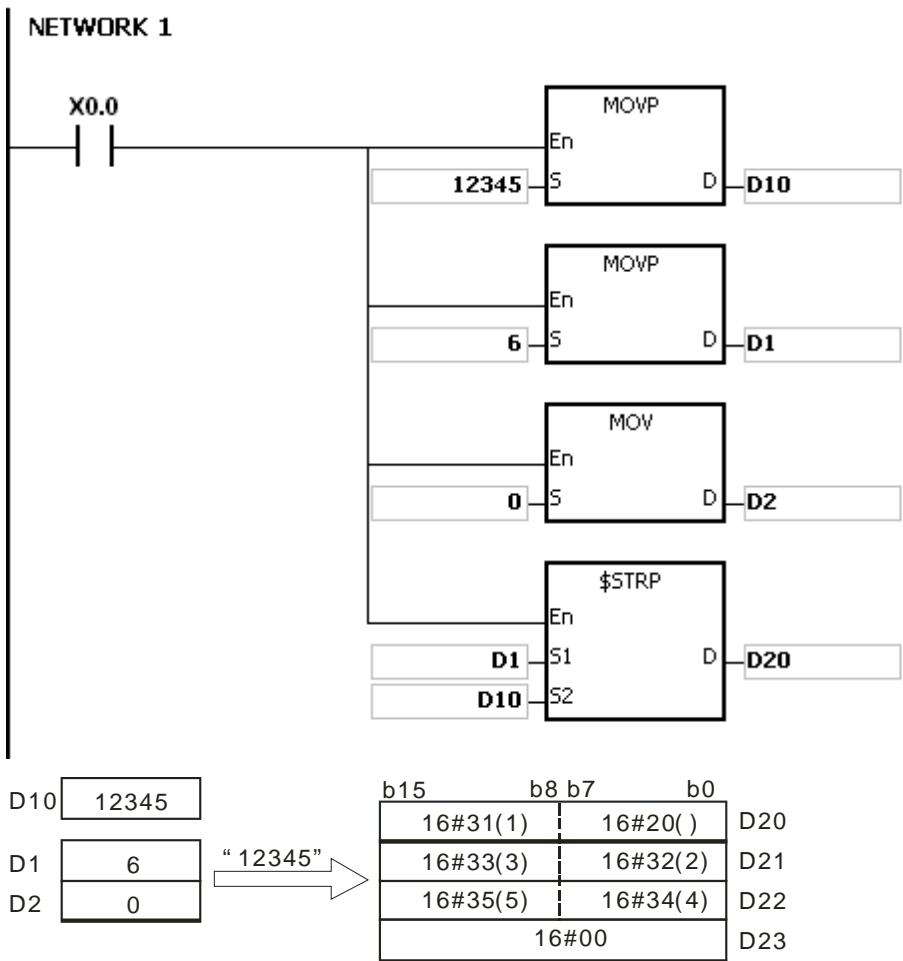 NETWORK 1
X0.0
MOVP
En
12345 S D D10
MOVP
En
6 S D D1
MOV
En
0 S D D2
$STRP
En
D1 S1 D D20
D10 S2
b15 b8 b7 b0
D10 12345 16#31(1) 16#20( ) D20
D1 6 “12345” 16#33(3) 16#32(2) D21
D2 0 16#35(5) 16#34(4) D22
16#00 D23